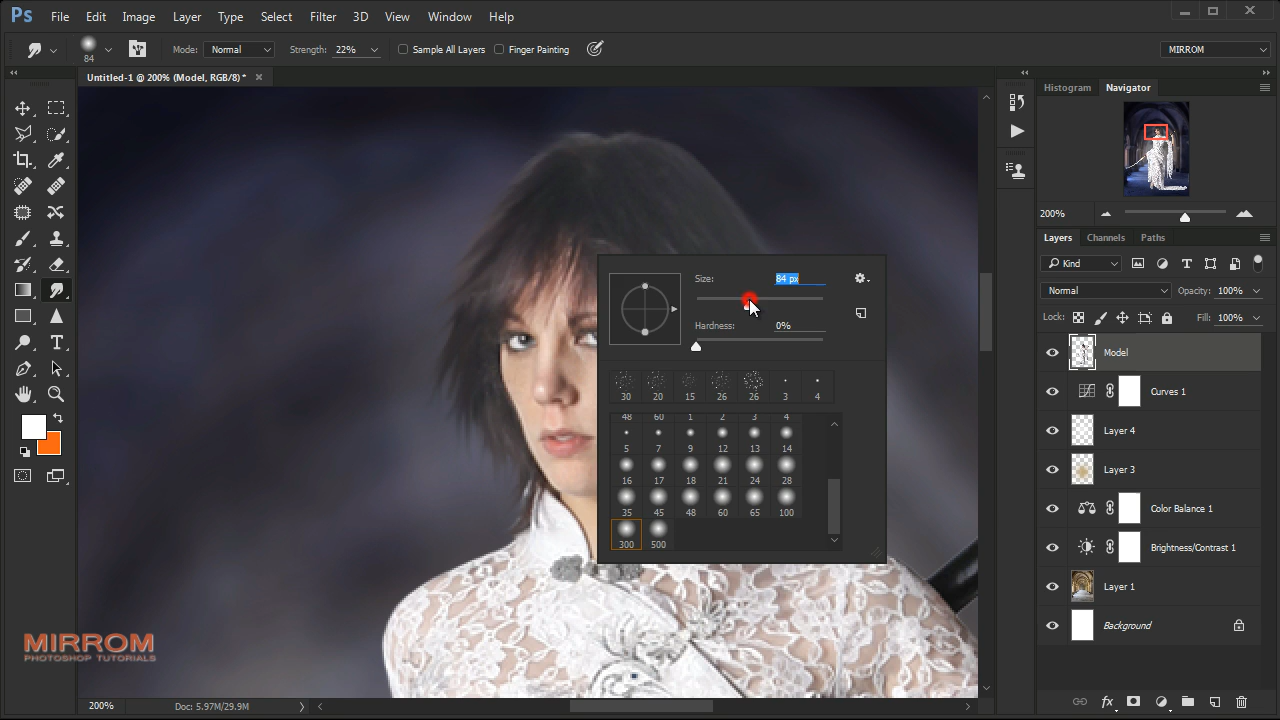 Ps File Edit Image Layer Type Select Filter 3D View Window Help
84 Mode: Normal Strength: 22% Sample All Layers Finger Painting MIRROM
Untitled-1 @ 200% (Model, RGB/8) *
Histogram Navigator
200%
Layers Channels Paths
Kind
Normal Opacity: 100%
Lock: Fill: 100%
Model
Curves 1
Layer 4
Layer 3
Color Balance 1
Brightness/Contrast 1
Layer 1
Background
Size: 84 px
Hardness: 0%
30 20 15 26 26 3 4
48 60 1 2 3 4
5 7 9 12 13 14
16 17 18 21 24 28
35 45 48 60 65 100
300 500
MIRROM
PHOTOSHOP TUTORIALS
200% Doc: 5.97M/29.9M
fx